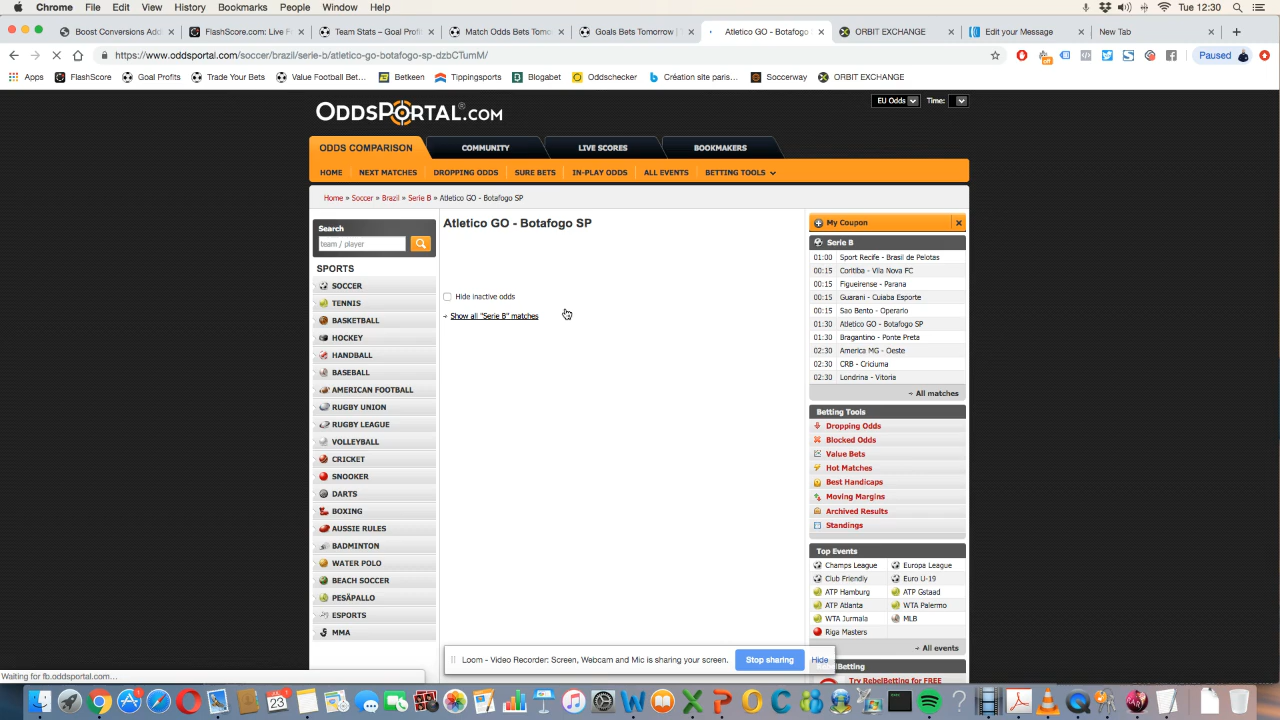 Chrome File Edit View History Bookmarks People Window Help Tue 12:30
Boost Conversions Add FlashScore.com: Live F Team Stats – Goal Profi Match Odds Bets Tomo Goals Bets Tomorrow | Atletico GO - Botafogo ORBIT EXCHANGE Edit your Message New Tab
https://www.oddsportal.com/soccer/brazil/serie-b/atletico-go-botafogo-sp-dzbCTumM/ Paused
Apps FlashScore Goal Profits Trade Your Bets Value Football Bet... Betkeen Tippingsports Blogabet Oddschecker Création site paris... Soccerway ORBIT EXCHANGE
ODDSPORTAL.COM
EU Odds Time:
ODDS COMPARISON COMMUNITY LIVE SCORES BOOKMAKERS
HOME NEXT MATCHES DROPPING ODDS SURE BETS IN-PLAY ODDS ALL EVENTS BETTING TOOLS
Home » Soccer » Brazil » Serie B » Atletico GO - Botafogo SP
Search
team / player
SPORTS
SOCCER
TENNIS
BASKETBALL
HOCKEY
HANDBALL
BASEBALL
AMERICAN FOOTBALL
RUGBY UNION
RUGBY LEAGUE
VOLLEYBALL
CRICKET
SNOOKER
DARTS
BOXING
AUSSIE RULES
BADMINTON
WATER POLO
BEACH SOCCER
PESÄPALLO
ESPORTS
MMA
Atletico GO - Botafogo SP
Hide inactive odds
Show all "Serie B" matches
My Coupon
Serie B
01:00 Sport Recife - Brasil de Pelotas
00:15 Coritiba - Vila Nova FC
00:15 Figueirense - Parana
00:15 Guarani - Cuiaba Esporte
00:15 Sao Bento - Operario
01:30 Atletico GO - Botafogo SP
01:30 Bragantino - Ponte Preta
02:30 America MG - Oeste
02:30 CRB - Criciuma
02:30 Londrina - Vitoria
All matches
Betting Tools
Dropping Odds
Blocked Odds
Value Bets
Hot Matches
Best Handicaps
Moving Margins
Archived Results
Standings
Top Events
Champs League Europa League
Club Friendly Euro U-19
ATP Hamburg ATP Gstaad
ATP Atlanta WTA Palermo
WTA Jurmala MLB
Riga Masters
All events
RebelBetting
Try RebelBetting for FREE
Loom - Video Recorder: Screen, Webcam and Mic is sharing your screen. Stop sharing Hide
Waiting for fb.oddsportal.com...